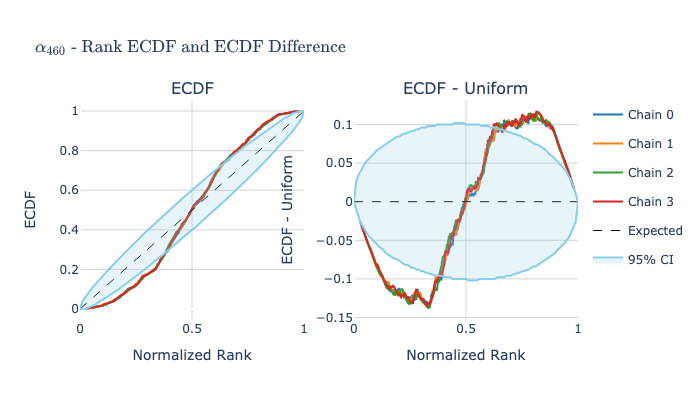 α460 - Rank ECDF and ECDF Difference
ECDF
ECDF - Uniform
1
0.8
0.6
0.4
0.2
0
ECDF
0
0.5
1
Normalized Rank
0.1
0.05
0
−0.05
−0.1
−0.15
ECDF - Uniform
0
0.5
1
Normalized Rank
Chain 0
Chain 1
Chain 2
Chain 3
Expected
95% CI